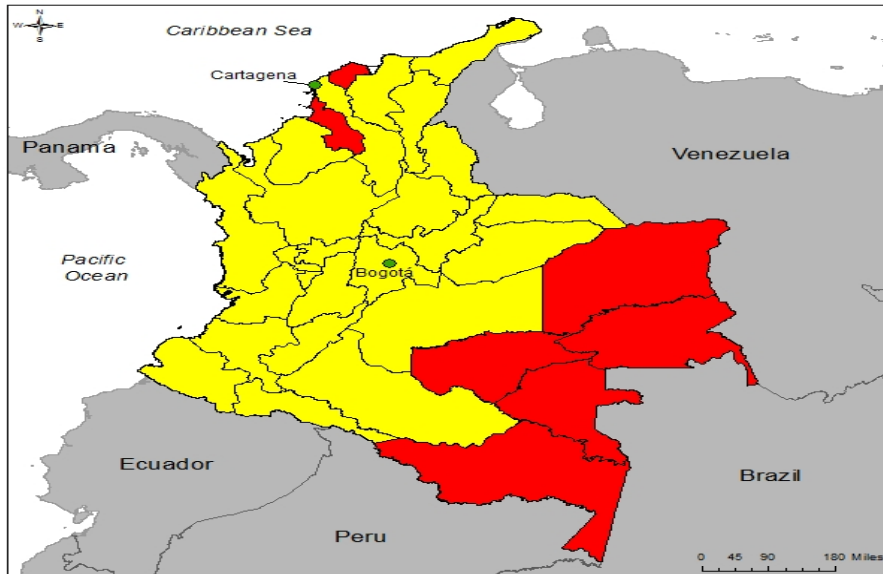 N
W E
S
Caribbean Sea
Cartagena
Panama
Venezuela
Pacific
Ocean
Bogotá
Ecuador
Brazil
Peru
0 45 90 180 Miles